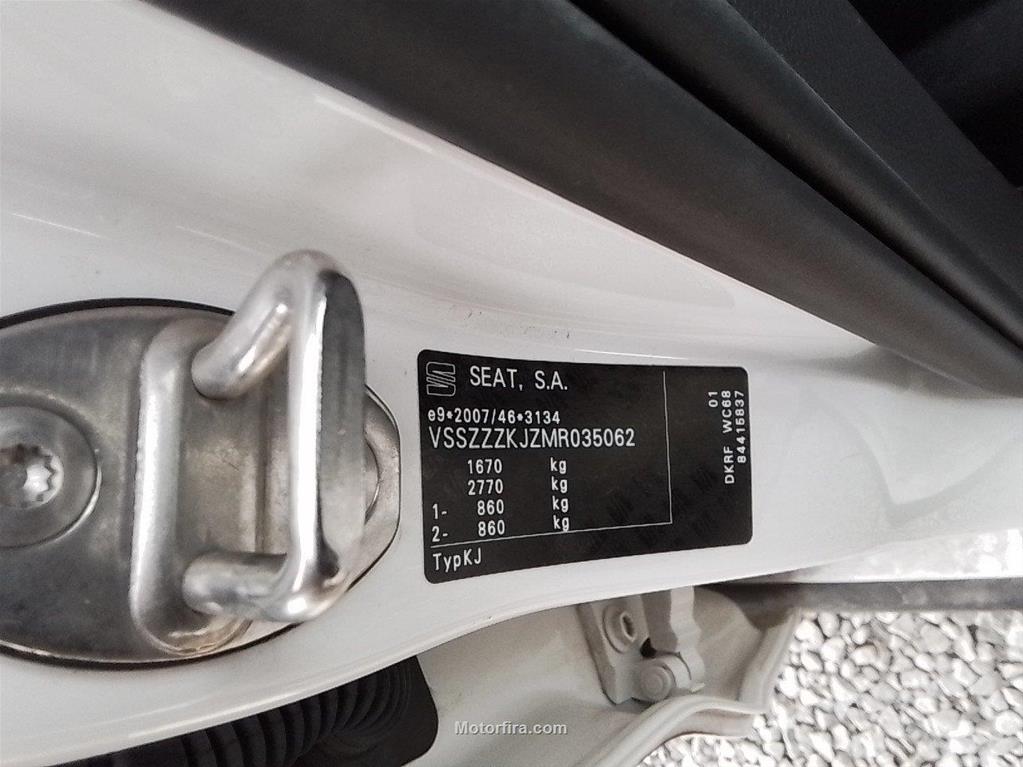 SEAT, S.A.
e9*2007/46*3134
VSSZZZKJZMR035062
1670 kg
2770 kg
1- 860 kg
2- 860 kg
TypKJ
01
DKRF WC68
84415837
Motorfira.com